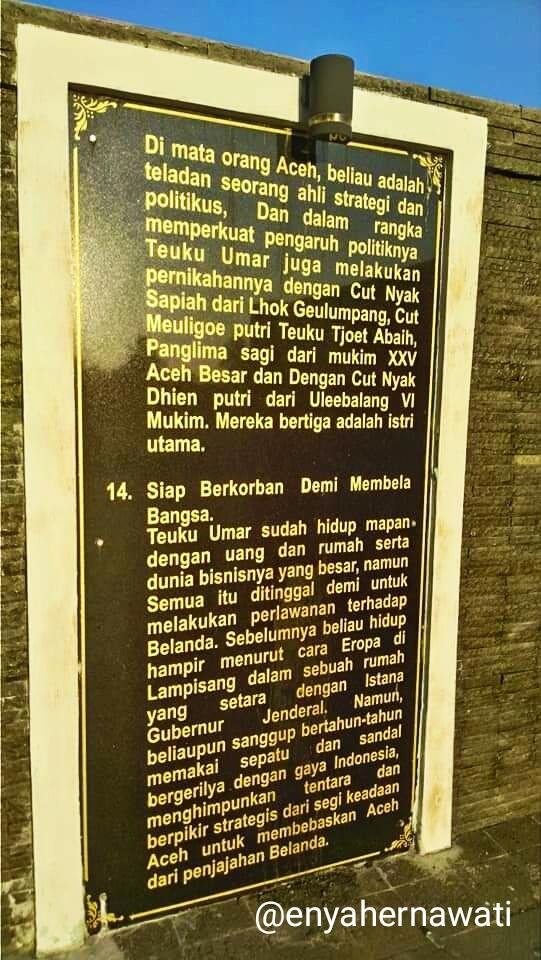 Di mata orang Aceh, beliau adalah
teladan seorang ahli strategi dan
politikus, Dan dalam rangka
memperkuat pengaruh politiknya
Teuku Umar juga melakukan
pernikahannya dengan Cut Nyak
Sapiah dari Lhok Geulumpang, Cut
Meuligoe putri Teuku Tjoet Abaih,
Panglima sagi dari mukim XXV
Aceh Besar dan Dengan Cut Nyak
Dhien putri dari Uleebalang VI
Mukim. Mereka bertiga adalah istri
utama.
14. Siap Berkorban Demi Membela
Bangsa.
Teuku Umar sudah hidup mapan
dengan uang dan rumah serta
dunia bisnisnya yang besar, namun
Semua itu ditinggal demi untuk
melakukan perlawanan terhadap
Belanda. Sebelumnya beliau hidup
hampir menurut cara Eropa di
Lampisang dalam sebuah rumah
yang setara dengan Istana
Gubernur Jenderal. Namun,
beliaupun sanggup bertahun-tahun
memakai sepatu dan sandal
bergerilya dengan gaya Indonesia,
menghimpunkan tentara dan
berpikir strategis dari segi keadaan
Aceh untuk membebaskan Aceh
dari penjajahan Belanda.
@enyahernawati